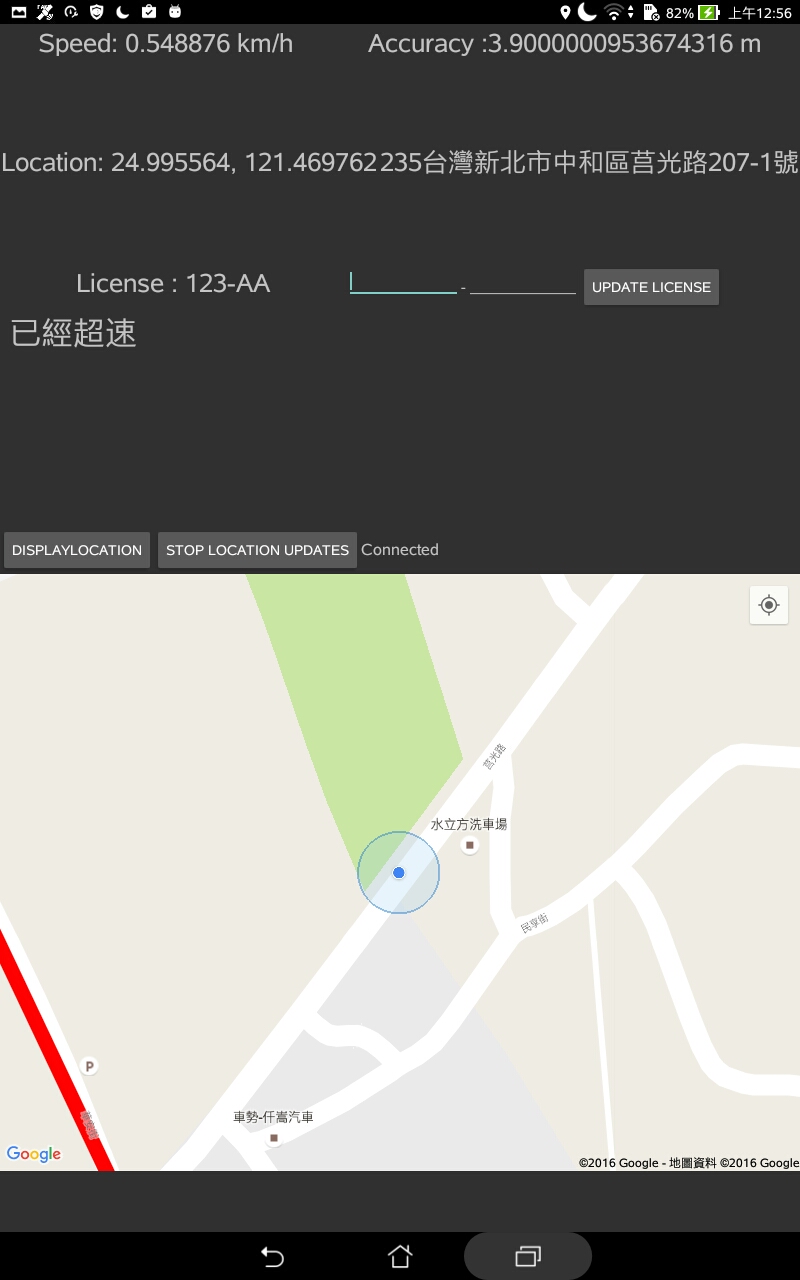 82% 上午12:56
Speed: 0.548876 km/h Accuracy :3.9000000953674316 m
Location: 24.995564, 121.469762 235台灣新北市中和區莒光路207-1號
License : 123-AA - UPDATE LICENSE
已經超速
DISPLAYLOCATION STOP LOCATION UPDATES Connected
莒光路
水立方洗車場
民享街
P
車勢-仟嵩汽車
Google
©2016 Google - 地圖資料 ©2016 Google